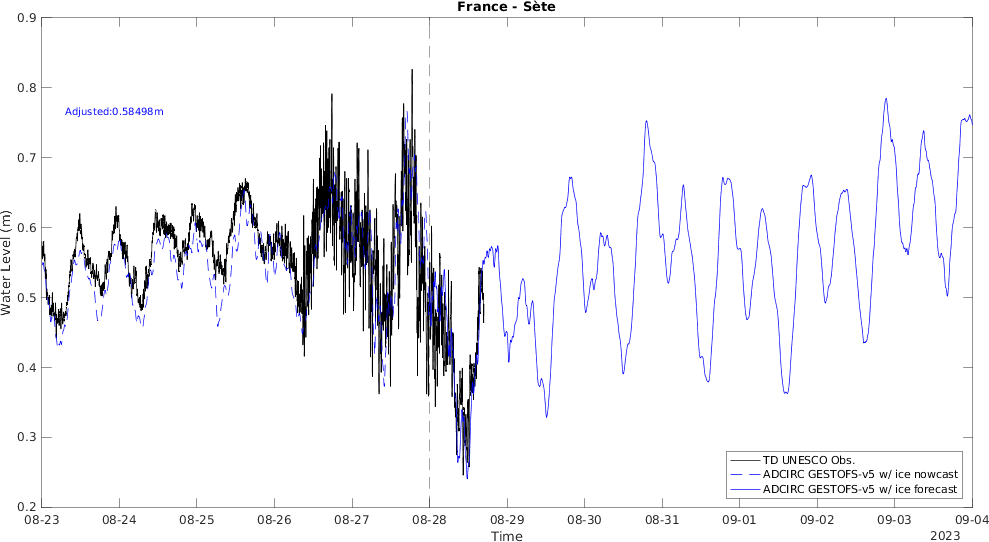 France - Sète
0.9
0.8
0.7
0.6
0.5
0.4
0.3
0.2
Water Level (m)
Adjusted:0.58498m
TD UNESCO Obs.
ADCIRC GESTOFS-v5 w/ ice nowcast
ADCIRC GESTOFS-v5 w/ ice forecast
08-23 08-24 08-25 08-26 08-27 08-28 08-29 08-30 08-31 09-01 09-02 09-03 09-04
Time
2023